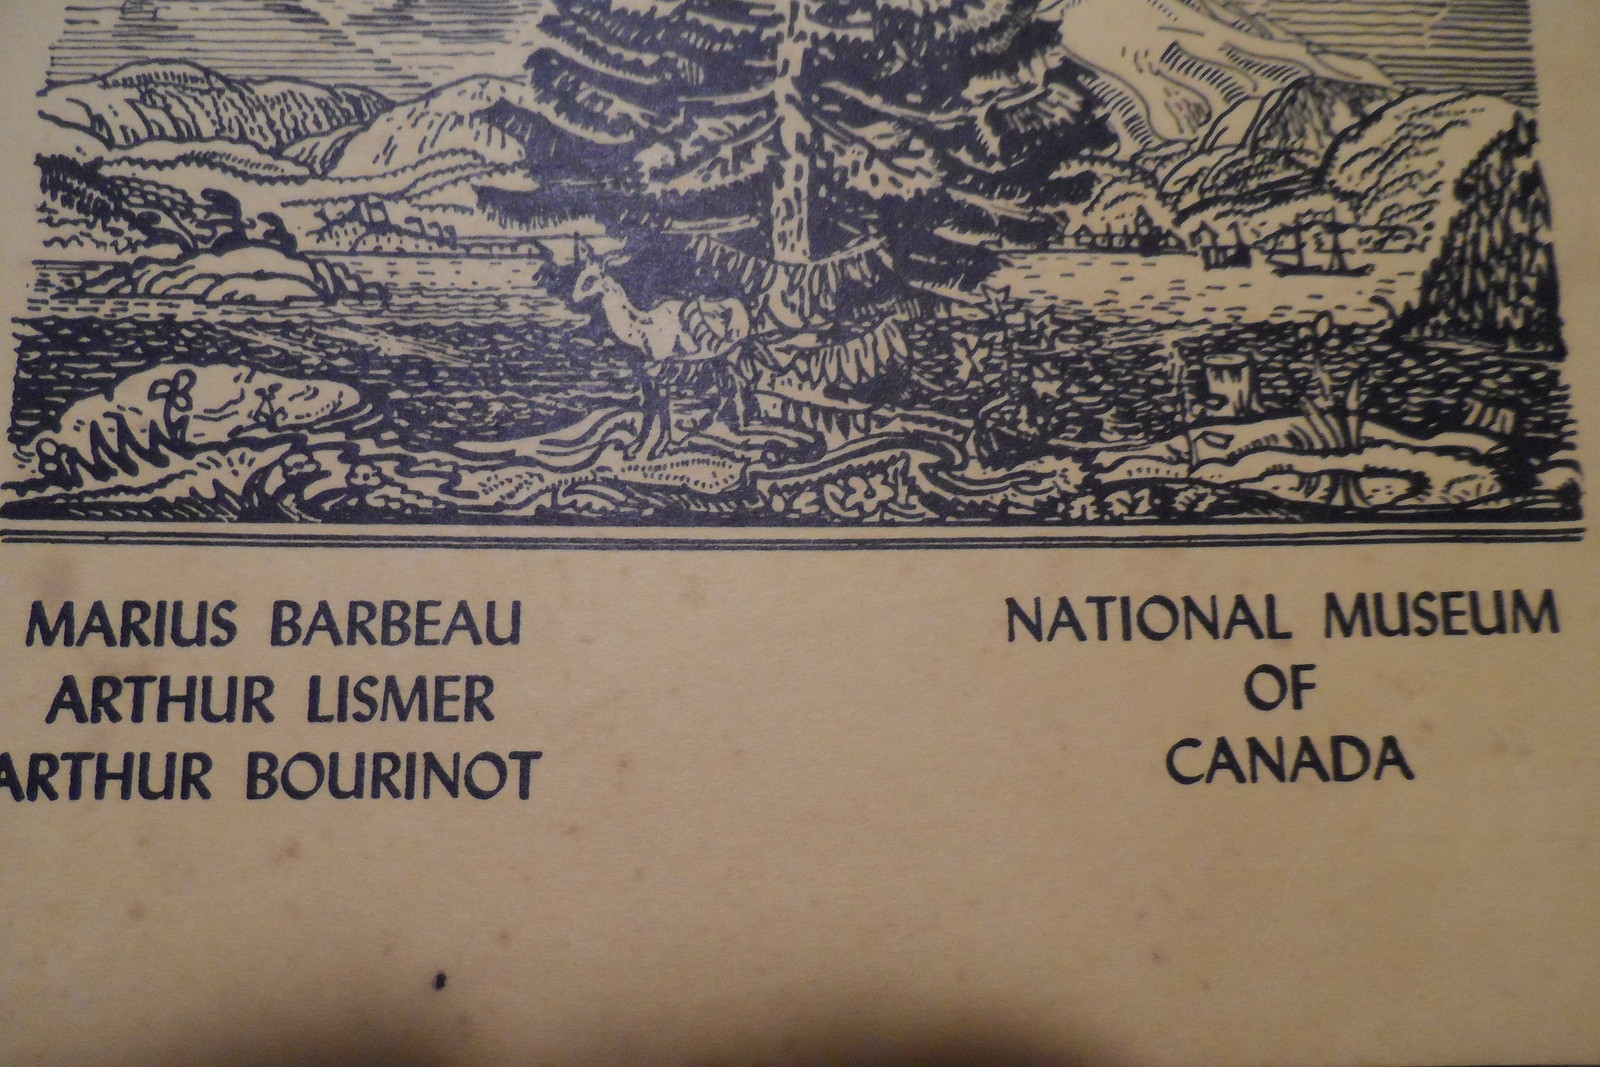 MARIUS BARBEAU
ARTHUR LISMER
ARTHUR BOURINOT
NATIONAL MUSEUM
OF
CANADA